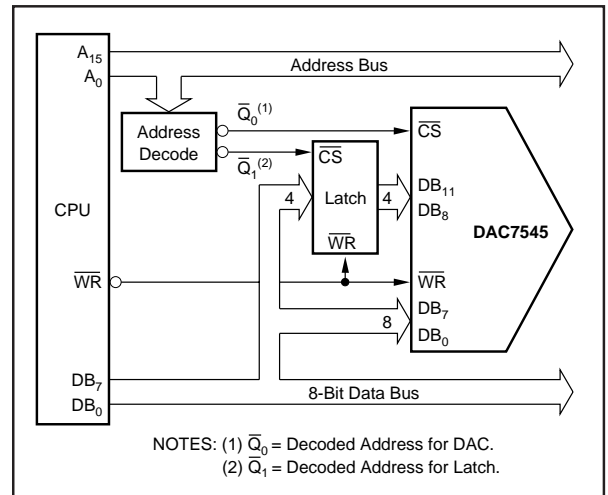 A15
A0
Address Bus
Q̅0(1)
Address
Decode
Q̅1(2)
C̅S̅
C̅S̅
CPU
4
Latch
4
DB11
DB8
DAC7545
W̅R̅
W̅R̅
W̅R̅
DB7
8
DB0
DB7
8-Bit Data Bus
DB0
NOTES: (1) Q̅0 = Decoded Address for DAC.
(2) Q̅1 = Decoded Address for Latch.